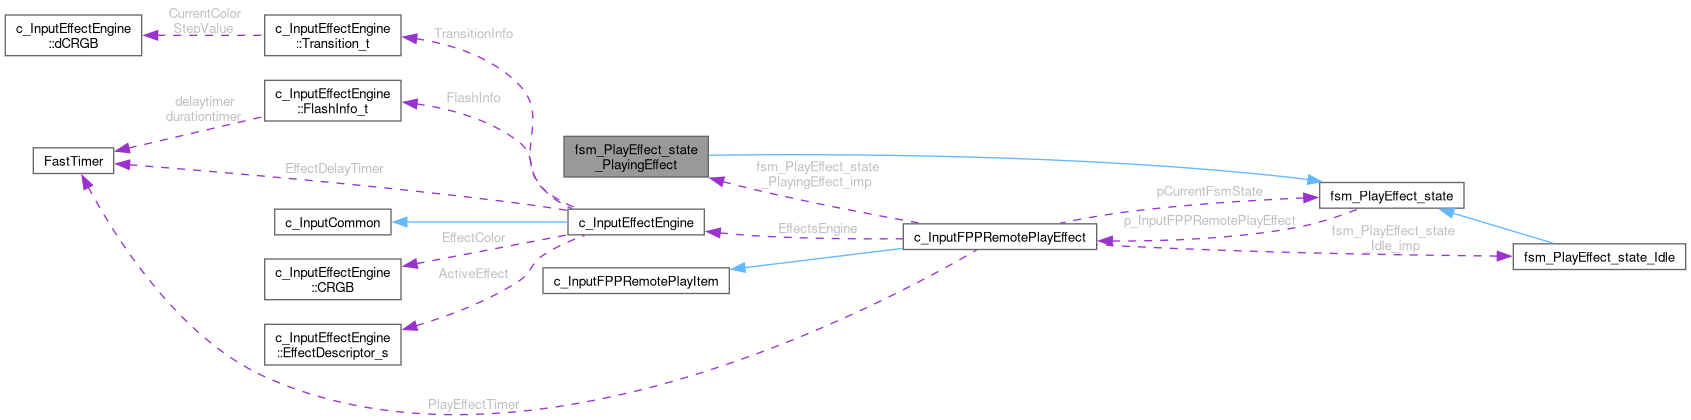 CurrentColor
StepValue
c_InputEffectEngine
::dCRGB
c_InputEffectEngine
::Transition_t
TransitionInfo
delaytimer
durationtimer
c_InputEffectEngine
::FlashInfo_t
FlashInfo
FastTimer
EffectDelayTimer
fsm_PlayEffect_state
_PlayingEffect
fsm_PlayEffect_state
_PlayingEffect_imp
pCurrentFsmState
fsm_PlayEffect_state
c_InputCommon
c_InputEffectEngine
EffectsEngine
c_InputFPPRemotePlayEffect
p_InputFPPRemotePlayEffect
fsm_PlayEffect_state
_Idle_imp
fsm_PlayEffect_state_Idle
EffectColor
c_InputEffectEngine
::CRGB
ActiveEffect
c_InputFPPRemotePlayItem
c_InputEffectEngine
::EffectDescriptor_s
PlayEffectTimer